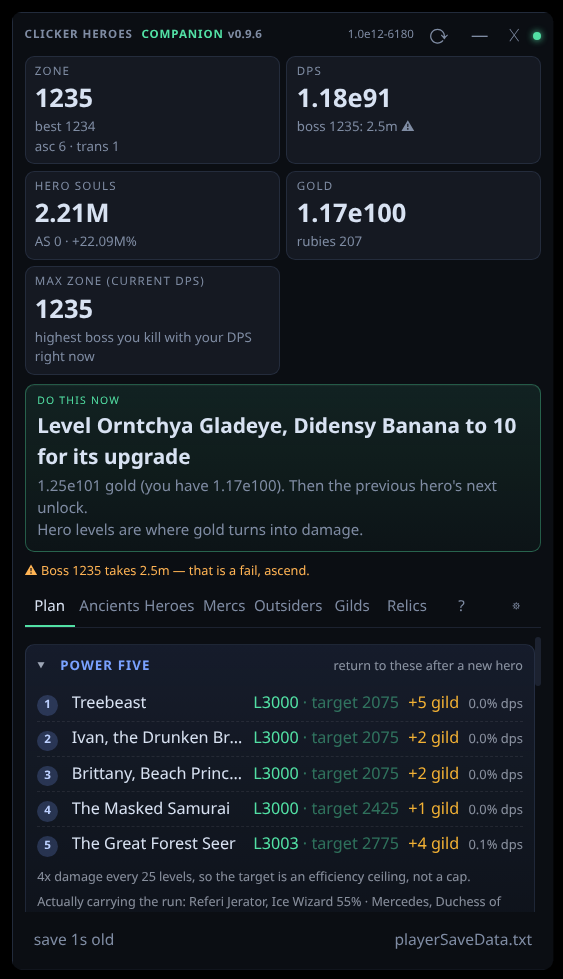 CLICKER HEROES COMPANION v0.9.6 1.0e12-6180
ZONE
1235
best 1234
asc 6 · trans 1
DPS
1.18e91
boss 1235: 2.5m ⚠
HERO SOULS
2.21M
AS 0 · +22.09M%
GOLD
1.17e100
rubies 207
MAX ZONE (CURRENT DPS)
1235
highest boss you kill with your DPS
right now
DO THIS NOW
Level Orntchya Gladeye, Didensy Banana to 10
for its upgrade
1.25e101 gold (you have 1.17e100). Then the previous hero's next
unlock.
Hero levels are where gold turns into damage.
⚠ Boss 1235 takes 2.5m — that is a fail, ascend.
Plan Ancients Heroes Mercs Outsiders Gilds Relics ?
▼ POWER FIVE return to these after a new hero
1 Treebeast L3000 · target 2075 +5 gild 0.0% dps
2 Ivan, the Drunken Br... L3000 · target 2075 +2 gild 0.0% dps
3 Brittany, Beach Princ... L3000 · target 2075 +2 gild 0.0% dps
4 The Masked Samurai L3000 · target 2425 +1 gild 0.0% dps
5 The Great Forest Seer L3003 · target 2775 +4 gild 0.1% dps
4x damage every 25 levels, so the target is an efficiency ceiling, not a cap.
Actually carrying the run: Referi Jerator, Ice Wizard 55% · Mercedes, Duchess of
save 1s old playerSaveData.txt